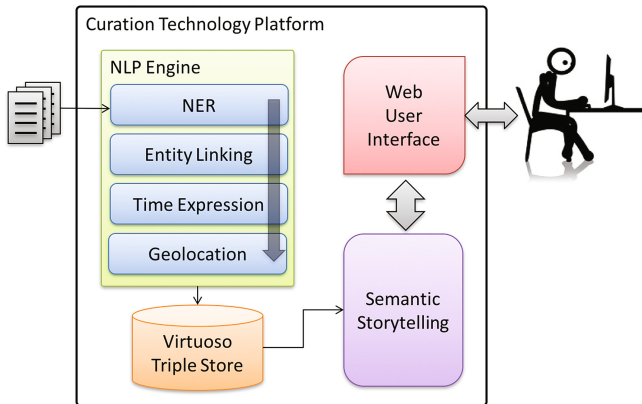 Curation Technology Platform
NLP Engine
NER
Entity Linking
Time Expression
Geolocation
Virtuoso
Triple Store
Web
User
Interface
Semantic
Storytelling